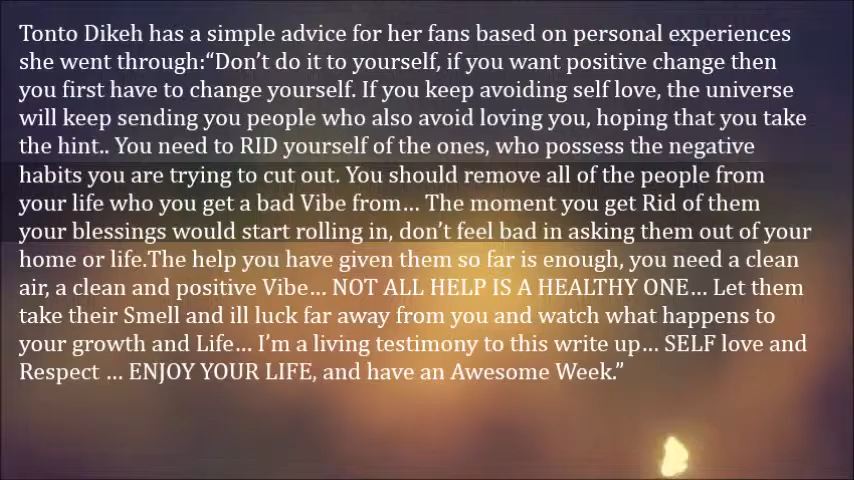 Tonto Dikeh has a simple advice for her fans based on personal experiences
she went through:“Don’t do it to yourself, if you want positive change then
you first have to change yourself. If you keep avoiding self love, the universe
will keep sending you people who also avoid loving you, hoping that you take
the hint.. You need to RID yourself of the ones, who possess the negative
habits you are trying to cut out. You should remove all of the people from
your life who you get a bad Vibe from… The moment you get Rid of them
your blessings would start rolling in, don’t feel bad in asking them out of your
home or life.The help you have given them so far is enough, you need a clean
air, a clean and positive Vibe… NOT ALL HELP IS A HEALTHY ONE… Let them
take their Smell and ill luck far away from you and watch what happens to
your growth and Life… I’m a living testimony to this write up… SELF love and
Respect … ENJOY YOUR LIFE, and have an Awesome Week.”